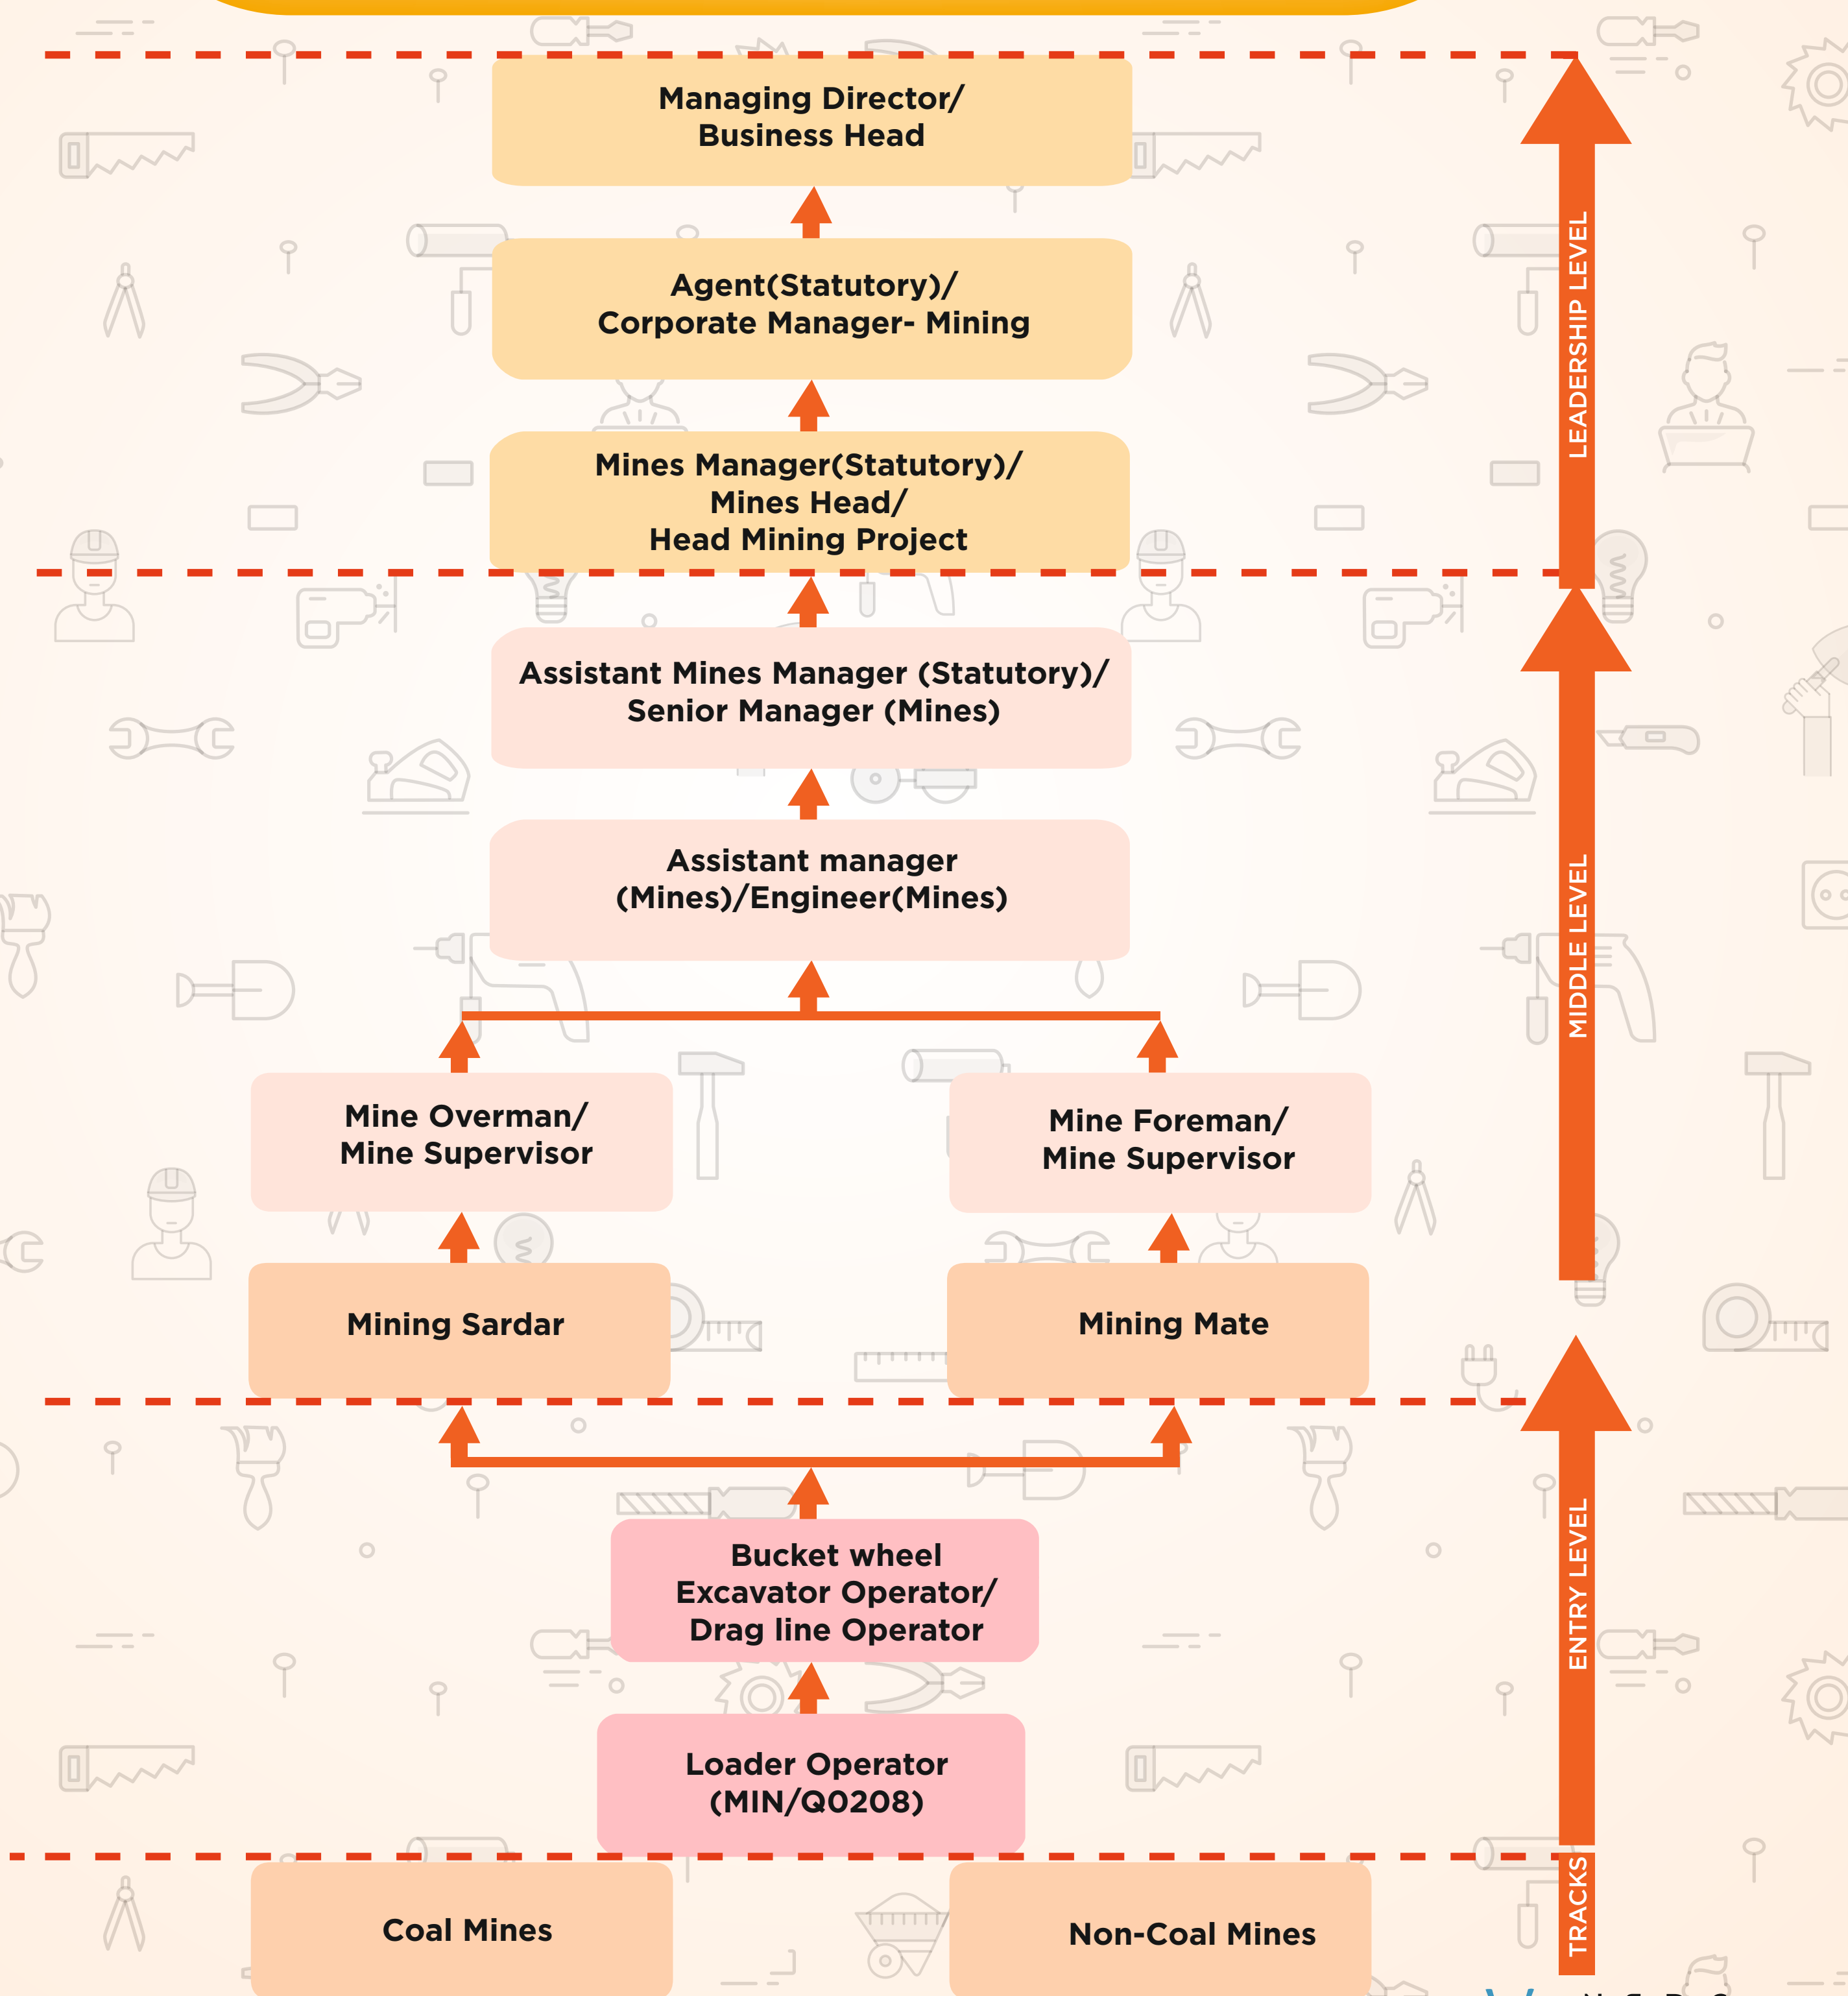 Managing Director/
Business Head
Agent(Statutory)/
Corporate Manager- Mining
Mines Manager(Statutory)/
Mines Head/
Head Mining Project
LEADERSHIP LEVEL
Assistant Mines Manager (Statutory)/
Senior Manager (Mines)
Assistant manager
(Mines)/Engineer(Mines)
MIDDLE LEVEL
Mine Overman/
Mine Supervisor
Mine Foreman/
Mine Supervisor
Mining Sardar
Mining Mate
Bucket wheel
Excavator Operator/
Drag line Operator
ENTRY LEVEL
Loader Operator
(MIN/Q0208)
TRACKS
Coal Mines
Non-Coal Mines